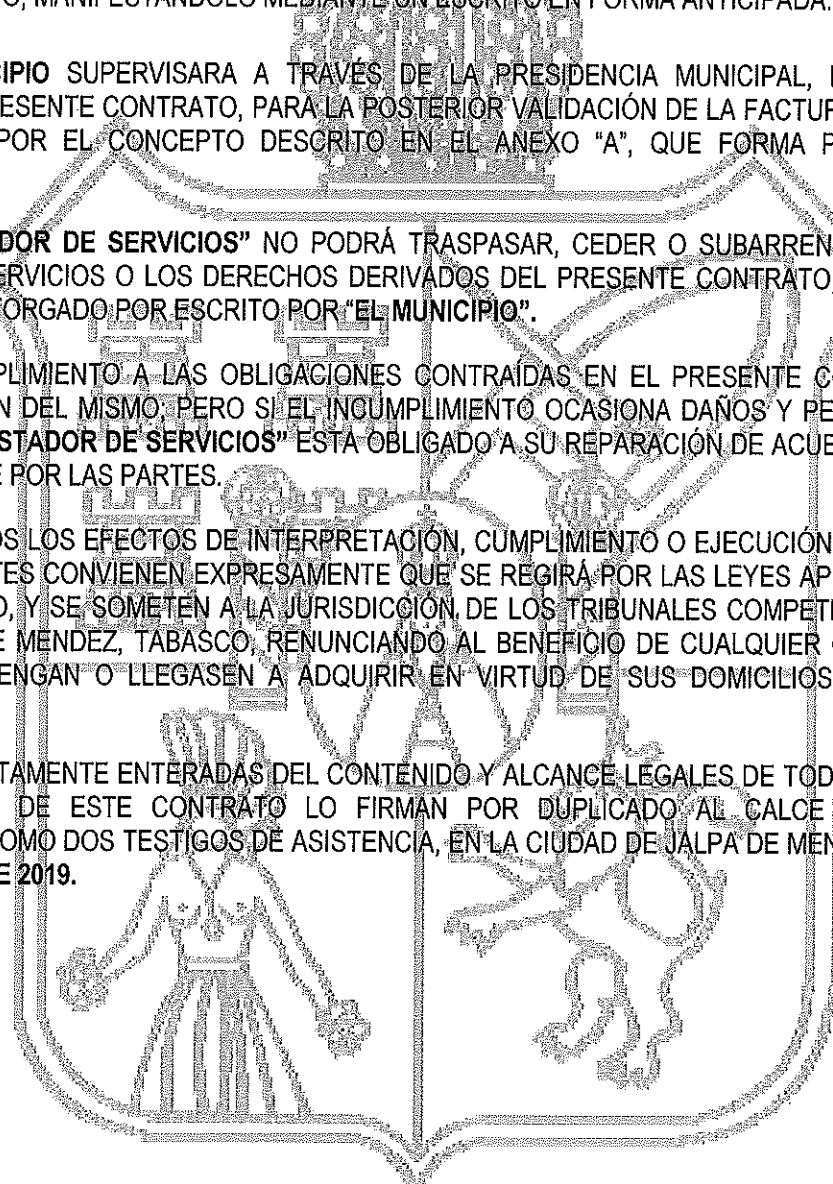 O, MANIFESTÁNDOLO MEDIANTE UN ESCRITO EN FORMA ANTICIPADA.
CIPIO SUPERVISARA A TRAVÉS DE LA PRESIDENCIA MUNICIPAL,
ESENTE CONTRATO, PARA LA POSTERIOR VALIDACIÓN DE LA FACTUR
POR EL CONCEPTO DESCRITO EN EL ANEXO "A", QUE FORMA P
DOR DE SERVICIOS" NO PODRÁ TRASPASAR, CEDER O SUBARREN
ERVICIOS O LOS DERECHOS DERIVADOS DEL PRESENTE CONTRATO,
TORGADO POR ESCRITO POR "EL MUNICIPIO".
PLIMIENTO A LAS OBLIGACIONES CONTRAÍDAS EN EL PRESENTE C
N DEL MISMO; PERO SI EL INCUMPLIMIENTO OCASIONA DAÑOS Y PE
STADOR DE SERVICIOS" ESTA OBLIGADO A SU REPARACIÓN DE ACUE
E POR LAS PARTES.
OS LOS EFECTOS DE INTERPRETACIÓN, CUMPLIMIENTO O EJECUCIÓN
TES CONVIENEN EXPRESAMENTE QUE SE REGIRÁ POR LAS LEYES AP
O, Y SE SOMETEN A LA JURISDICCIÓN DE LOS TRIBUNALES COMPETE
E MENDEZ, TABASCO, RENUNCIANDO AL BENEFICIO DE CUALQUIER
ENGAN O LLEGASEN A ADQUIRIR EN VIRTUD DE SUS DOMICILIOS
TAMENTE ENTERADAS DEL CONTENIDO Y ALCANCE LEGALES DE TOD
DE ESTE CONTRATO LO FIRMAN POR DUPLICADO AL CALCE
OMO DOS TESTIGOS DE ASISTENCIA, EN LA CIUDAD DE JALPA DE MEN
E 2019.